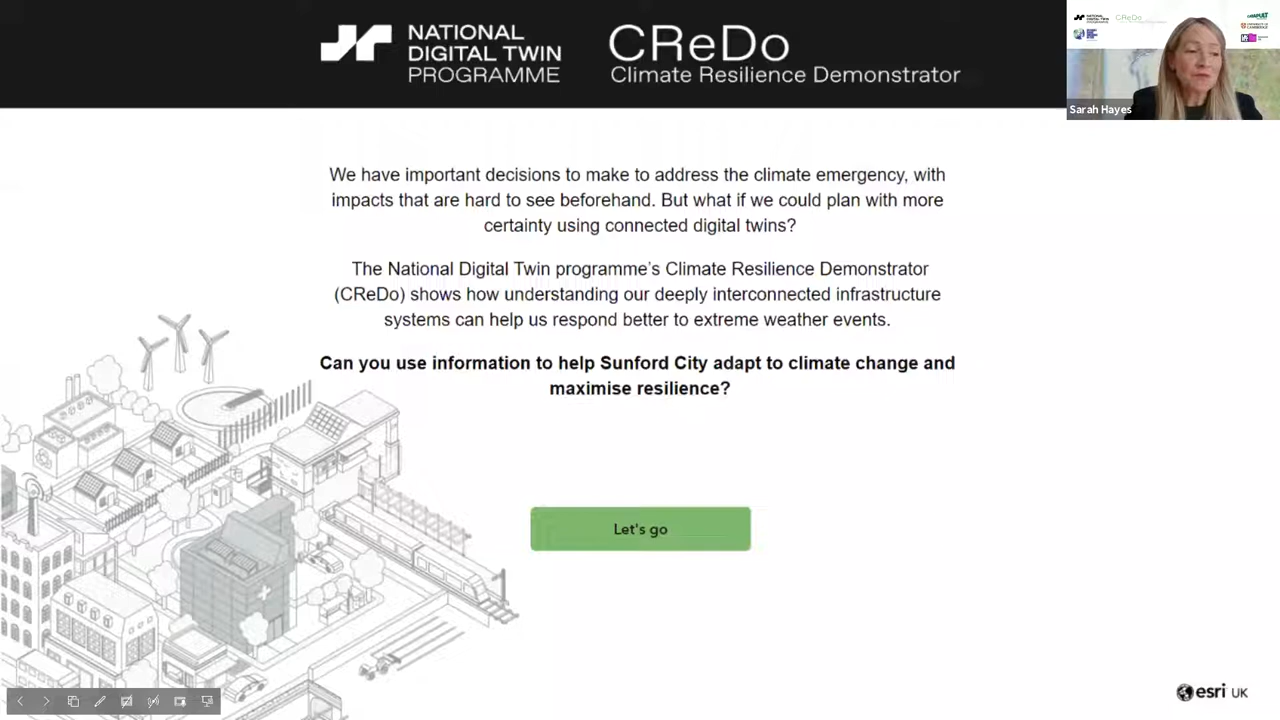 NATIONAL
DIGITAL TWIN
PROGRAMME
CReDo
Climate Resilience Demonstrator
CReDo
Sarah Hayes
We have important decisions to make to address the climate emergency, with
impacts that are hard to see beforehand. But what if we could plan with more
certainty using connected digital twins?
The National Digital Twin programme's Climate Resilience Demonstrator
(CReDo) shows how understanding our deeply interconnected infrastructure
systems can help us respond better to extreme weather events.
Can you use information to help Sunford City adapt to climate change and
maximise resilience?
Let's go
esri UK